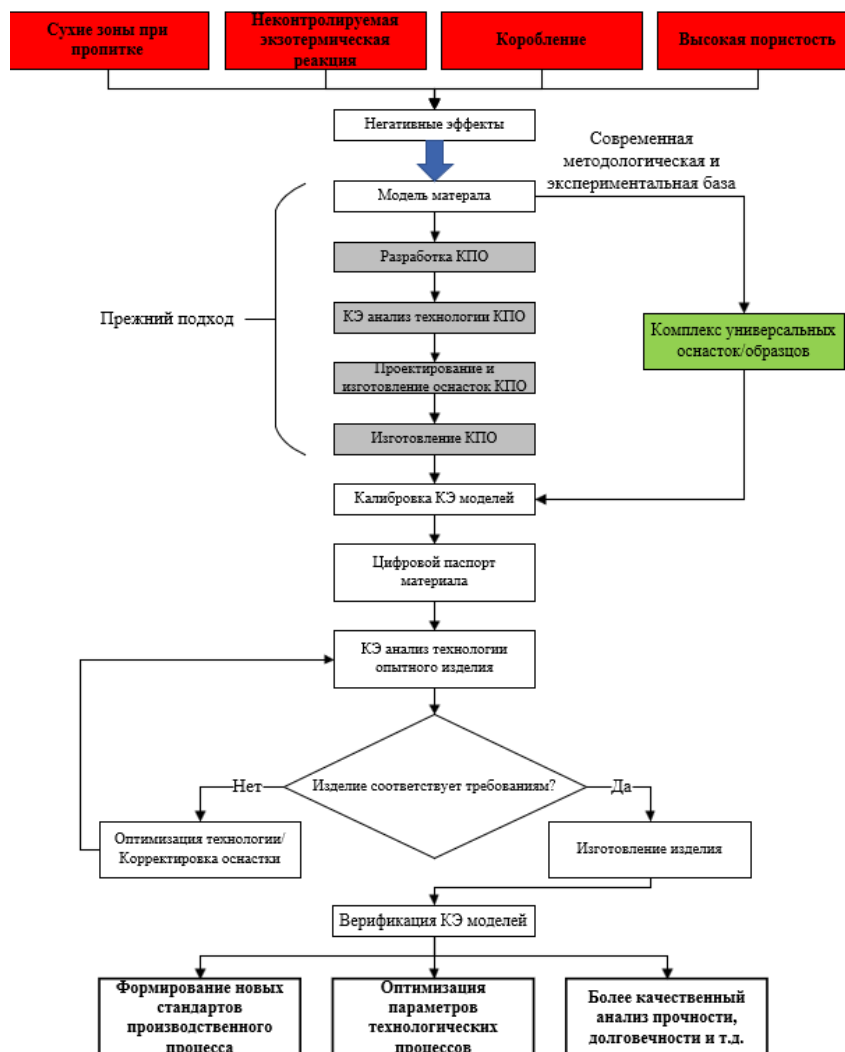 Сухие зоны при
пропитке
Неконтролируемая
экзотермическая
реакция
Коробление
Высокая пористость
Негативные эффекты
Современная
методологическая и
экспериментальная база
Модель матерала
Разработка КПО
Прежний подход
КЭ анализ технологии КПО
Комплекс универсальных
оснасток/образцов
Проектирование и
изготовление оснасток КПО
Изготовление КПО
Калибровка КЭ моделей
Цифровой паспорт
материала
КЭ анализ технологии
опытного изделия
Изделие соответствует требованиям?
Нет
Да
Оптимизация технологии/
Корректировка оснастки
Изготовление изделия
Верификация КЭ моделей
Формирование новых
стандартов
производственного
процесса
Оптимизация
параметров
технологических
процессов
Более качественный
анализ прочности,
долговечности и т.д.